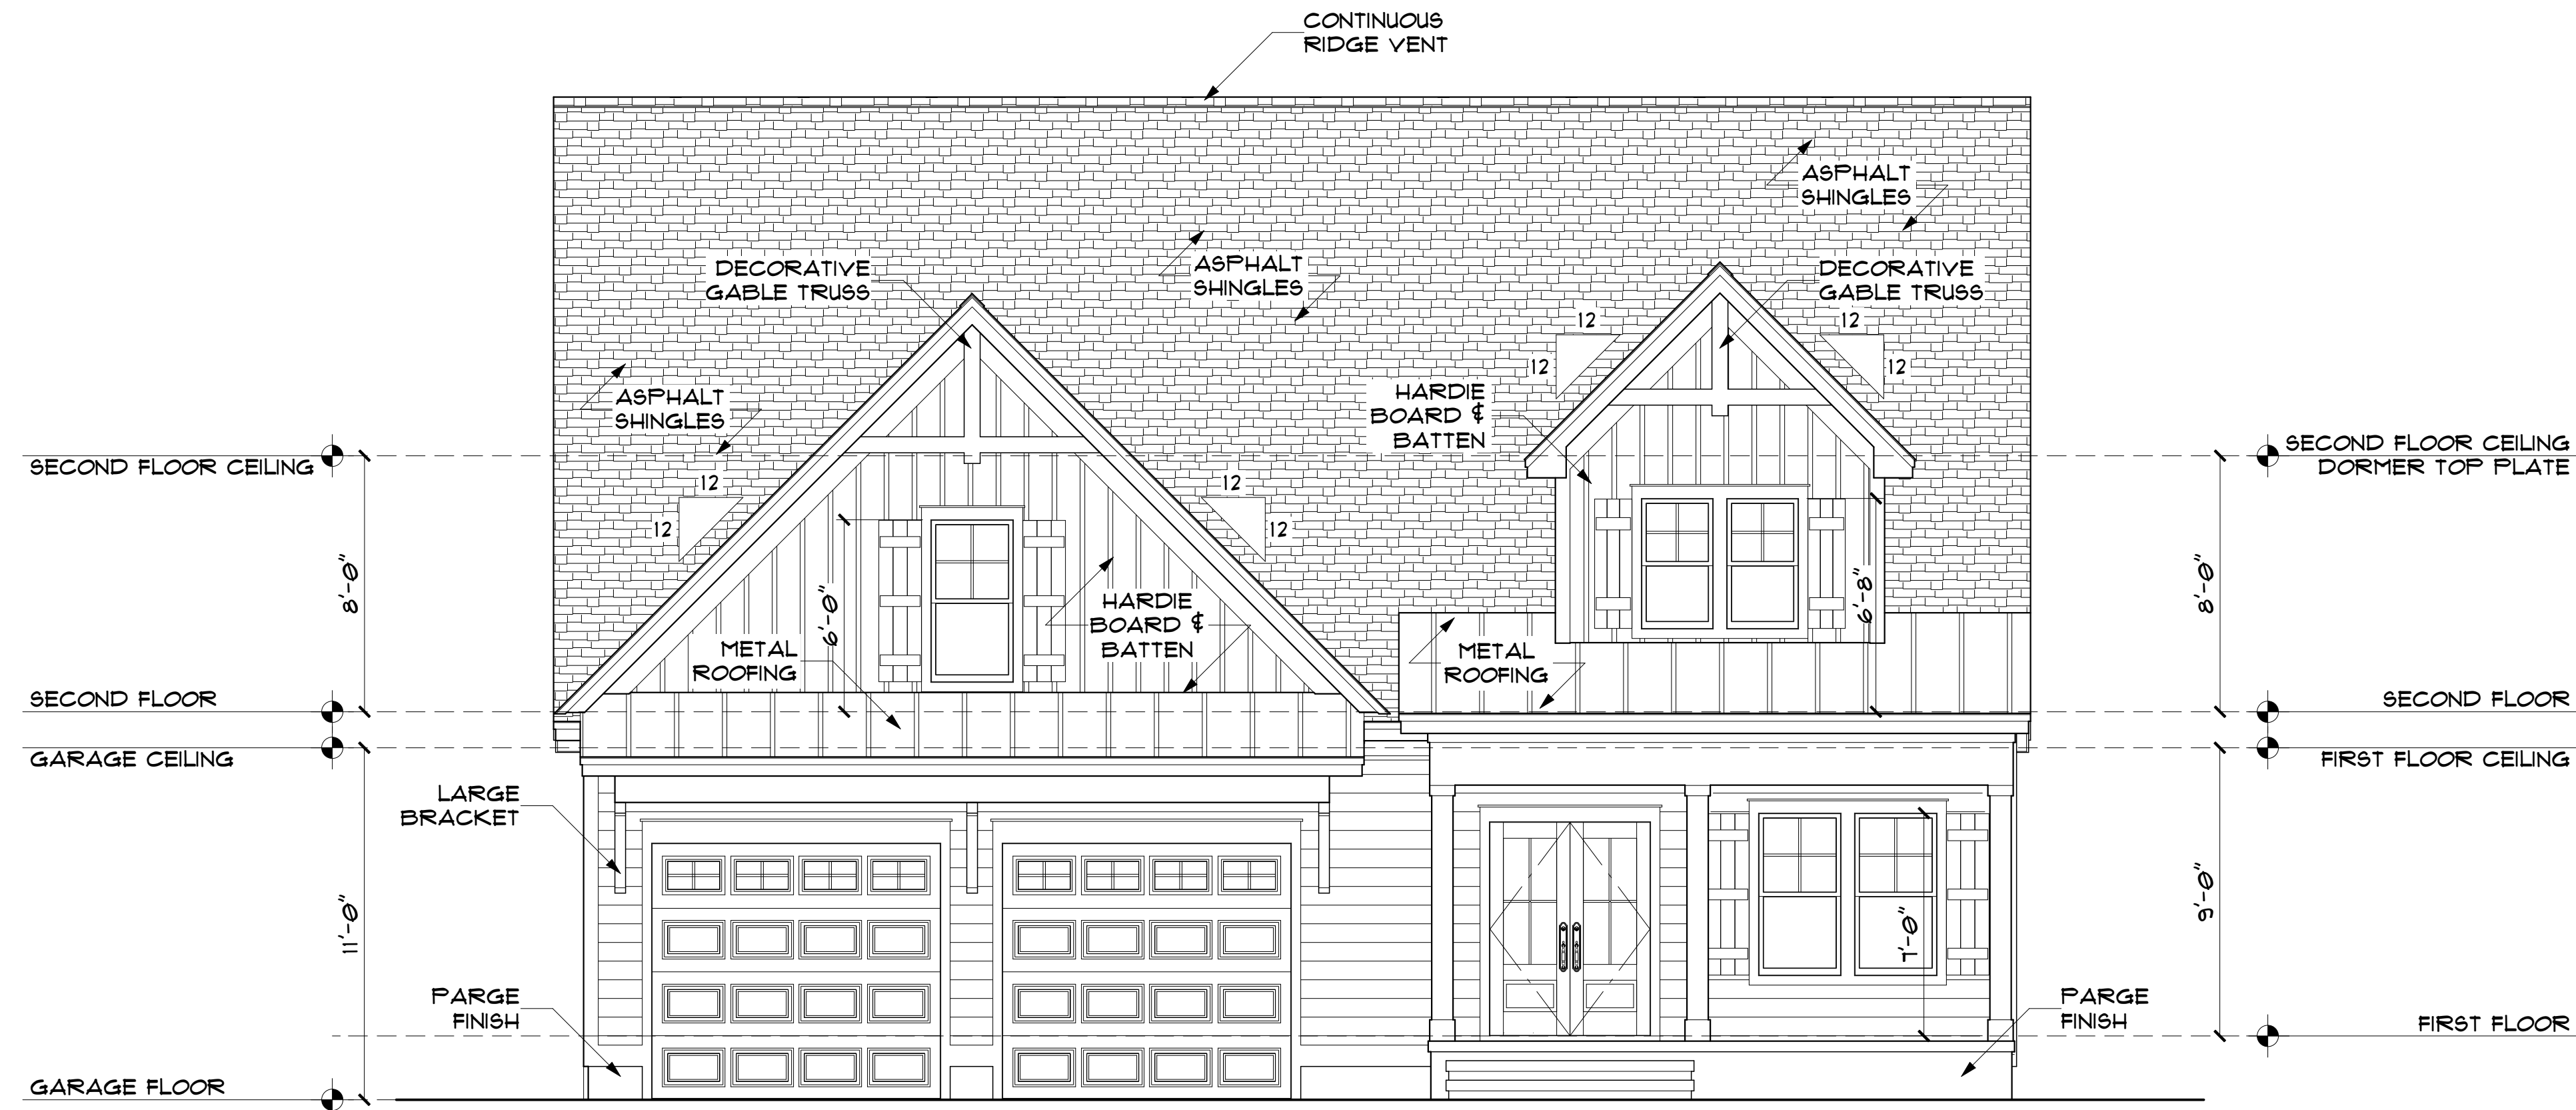 CONTINUOUS
RIDGE VENT
ASPHALT
SHINGLES
ASPHALT
SHINGLES
DECORATIVE
GABLE TRUSS
DECORATIVE
GABLE TRUSS
12
12
12
12
ASPHALT
SHINGLES
HARDIE
BOARD &
BATTEN
SECOND FLOOR CEILING
SECOND FLOOR CEILING
DORMER TOP PLATE
12
12
12
12
8'-0"
6'-0"
HARDIE
BOARD &
BATTEN
6'-8"
8'-0"
METAL
ROOFING
METAL
ROOFING
SECOND FLOOR
SECOND FLOOR
GARAGE CEILING
FIRST FLOOR CEILING
LARGE
BRACKET
11'-0"
7'-0"
9'-0"
PARGE
FINISH
PARGE
FINISH
FIRST FLOOR
GARAGE FLOOR